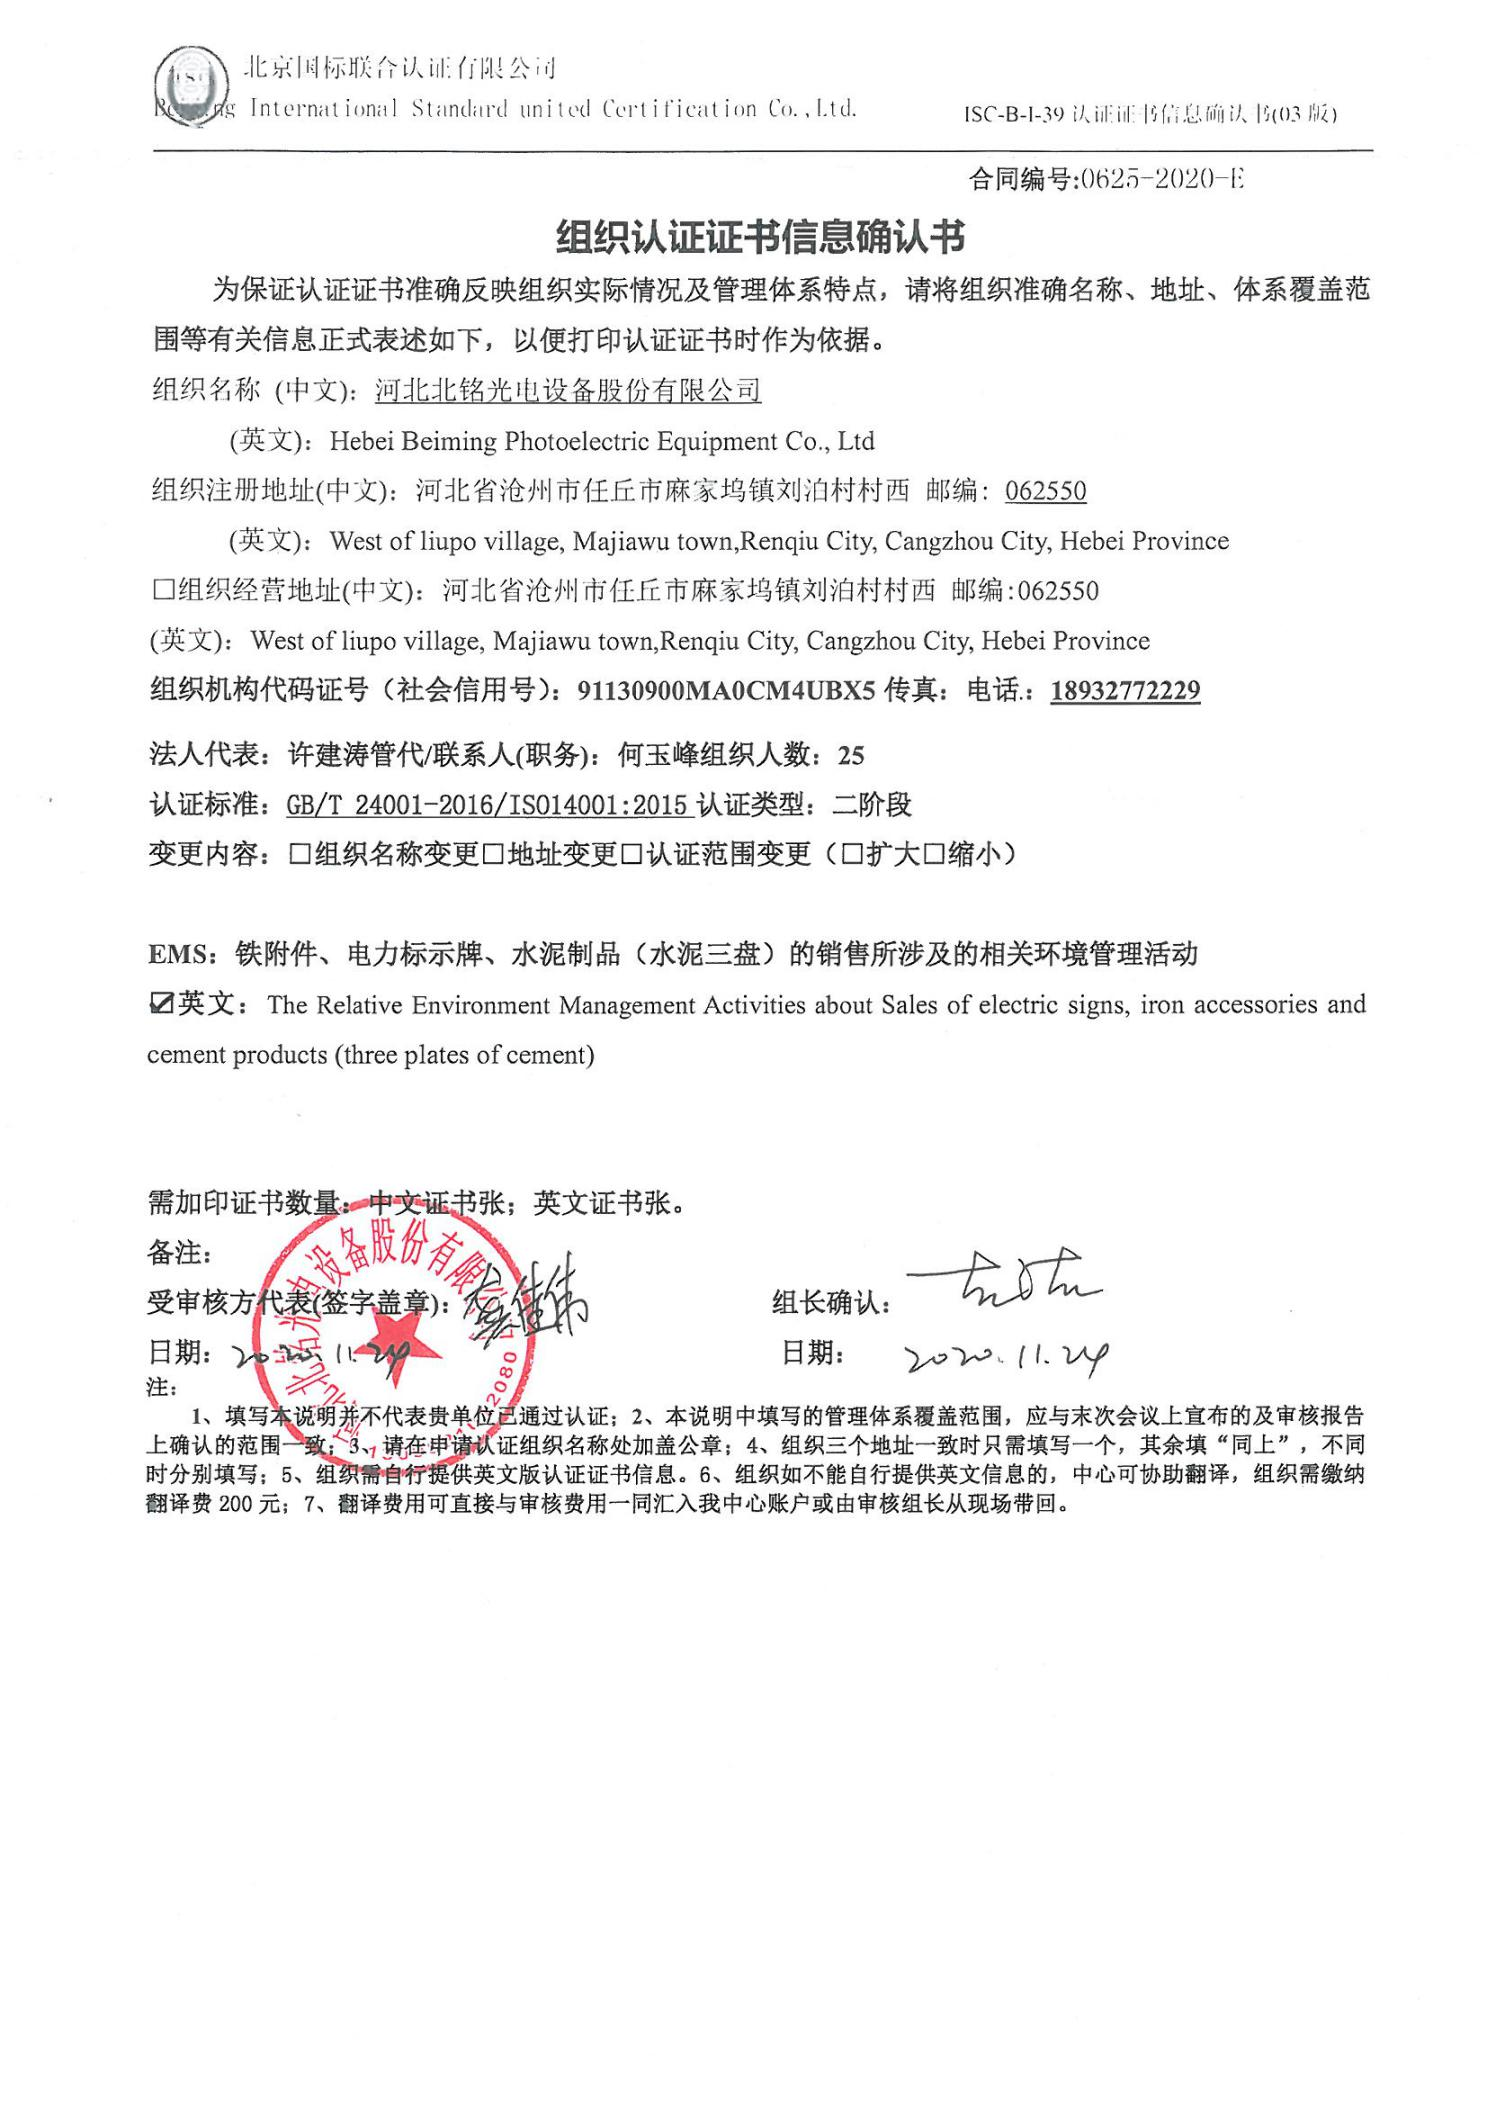 北京国标联合认证有限公司
Beijing International Standard united Certification Co.,Ltd.
ISC-B-I-39 认证证书信息确认书(03 版)
合同编号:0625-2020-E
组织认证证书信息确认书
为保证认证证书准确反映组织实际情况及管理体系特点，请将组织准确名称、地址、体系覆盖范
围等有关信息正式表述如下，以便打印认证证书时作为依据。
组织名称 (中文)：河北北铭光电设备股份有限公司
(英文)：Hebei Beiming Photoelectric Equipment Co., Ltd
组织注册地址(中文)：河北省沧州市任丘市麻家坞镇刘泊村村西 邮编：062550
(英文)：West of liupo village, Majiawu town,Renqiu City, Cangzhou City, Hebei Province
□组织经营地址(中文)：河北省沧州市任丘市麻家坞镇刘泊村村西 邮编:062550
(英文)：West of liupo village, Majiawu town,Renqiu City, Cangzhou City, Hebei Province
组织机构代码证号（社会信用号)：91130900MA0CM4UBX5 传真：电话.：18932772229
法人代表：许建涛管代/联系人(职务)：何玉峰组织人数：25
认证标准：GB/T 24001-2016/ISO14001:2015 认证类型：二阶段
变更内容：□组织名称变更□地址变更□认证范围变更（□扩大□缩小）
EMS：铁附件、电力标示牌、水泥制品（水泥三盘）的销售所涉及的相关环境管理活动
☑英文：The Relative Environment Management Activities about Sales of electric signs, iron accessories and
cement products (three plates of cement)
需加印证书数量：中文证书张；英文证书张。
备注：
受审核方代表(签字盖章)：
组长确认：
日期：2020.11.24
日期：2020.11.24
北铭光电设备股份有限公
注：
1、填写本说明并不代表贵单位已通过认证；2、本说明中填写的管理体系覆盖范围，应与末次会议上宣布的及审核报告
上确认的范围一致；3、请在申请认证组织名称处加盖公章；4、组织三个地址一致时只需填写一个，其余填“同上”，不同
时分别填写；5、组织需自行提供英文版认证证书信息。6、组织如不能自行提供英文信息的，中心可协助翻译，组织需缴纳
翻译费 200 元；7、翻译费用可直接与审核费用一同汇入我中心账户或由审核组长从现场带回。